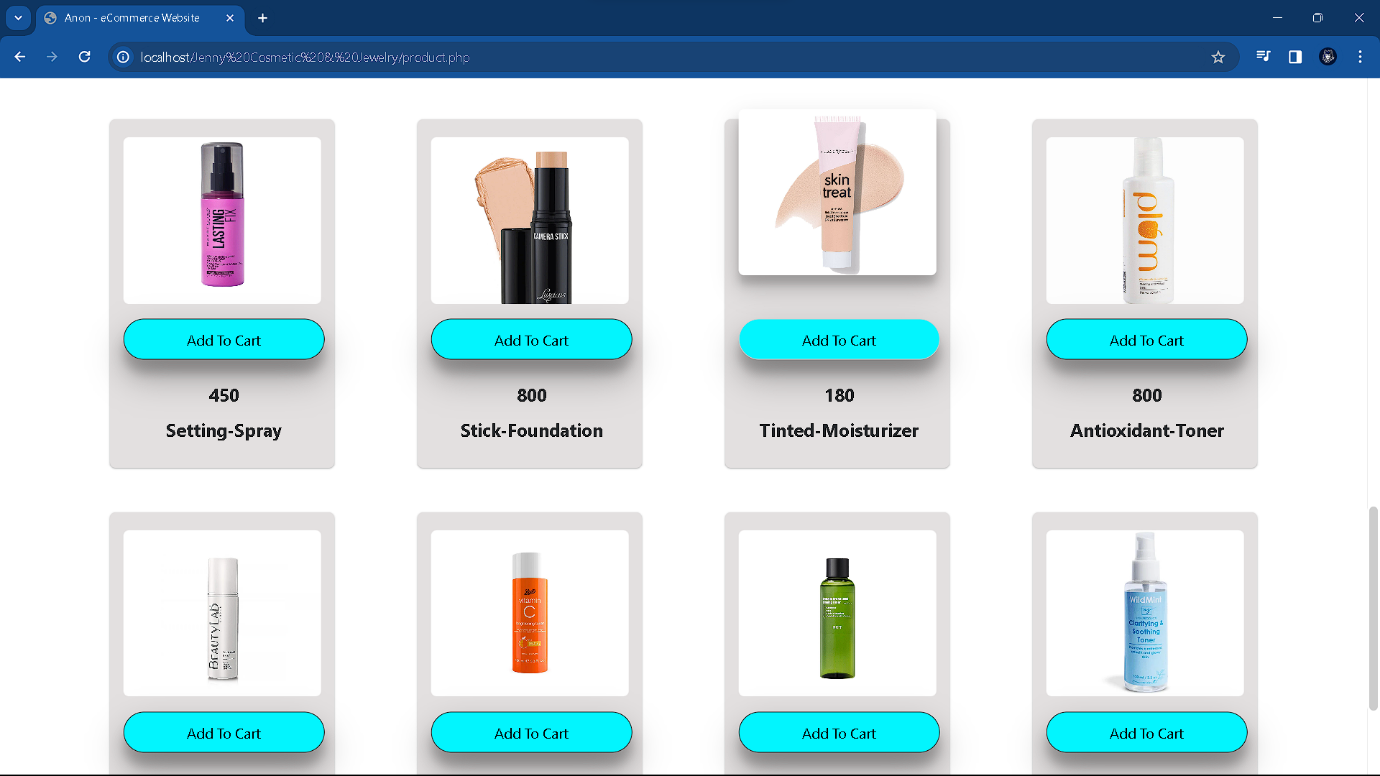 Anon - eCommerce Website
localhost/Jenny%20Cosmetic%20&%20Jewelry/product.php
LASTING
FIX
CAMERA STICK
skin
treat
plum
Add To Cart
Add To Cart
Add To Cart
Add To Cart
450
800
180
800
Setting-Spray
Stick-Foundation
Tinted-Moisturizer
Antioxidant-Toner
BEAUTYLAB
vitamin
C
WildMint
Clarifying &
Soothing
Toner
Add To Cart
Add To Cart
Add To Cart
Add To Cart